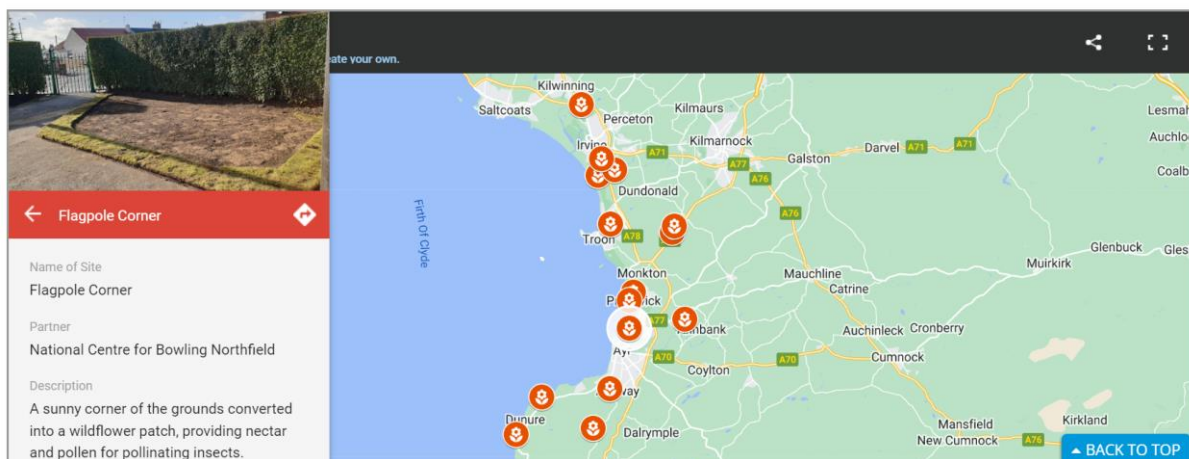 eate your own.
Flagpole Corner
Name of Site
Flagpole Corner
Partner
National Centre for Bowling Northfield
Description
A sunny corner of the grounds converted
into a wildflower patch, providing nectar
and pollen for pollinating insects.
Kilwinning
Saltcoats
Kilmaurs
Perceton
Irvine
A71
Kilmarnock
A77
Galston
Darvel
A71
A71
Lesmah
Auchlo
Coalb
A76
Dundonald
Firth Of Clyde
A76
Troon
A78
Glenbuck
Gles
Muirkirk
Monkton
Mauchline
Catrine
A77
Auchinleck
Cronberry
Ay
A70
A70
Cumnock
Coylton
way
Dunure
Dalrymple
Mansfield
Kirkland
New Cumnock
A76
BACK TO TOP